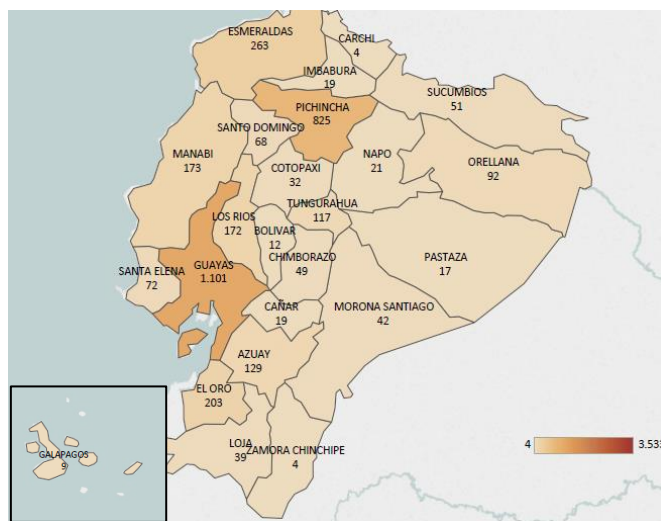 ESMERALDAS
263
CARCHI
4
IMBABURA
19
SUCUMBIOS
51
PICHINCHA
825
SANTO DOMINGO
68
MANABI
173
NAPO
21
ORELLANA
92
COTOPAXI
32
TUNGURAHUA
117
LOS RIOS
172
BOLIVAR
12
CHIMBORAZO
49
PASTAZA
17
SANTA ELENA
72
GUAYAS
1.101
CAÑAR
19
MORONA SANTIAGO
42
AZUAY
129
EL ORO
203
LOJA
39
ZAMORA CHINCHIPE
4
GALAPAGOS
9
4
3.533